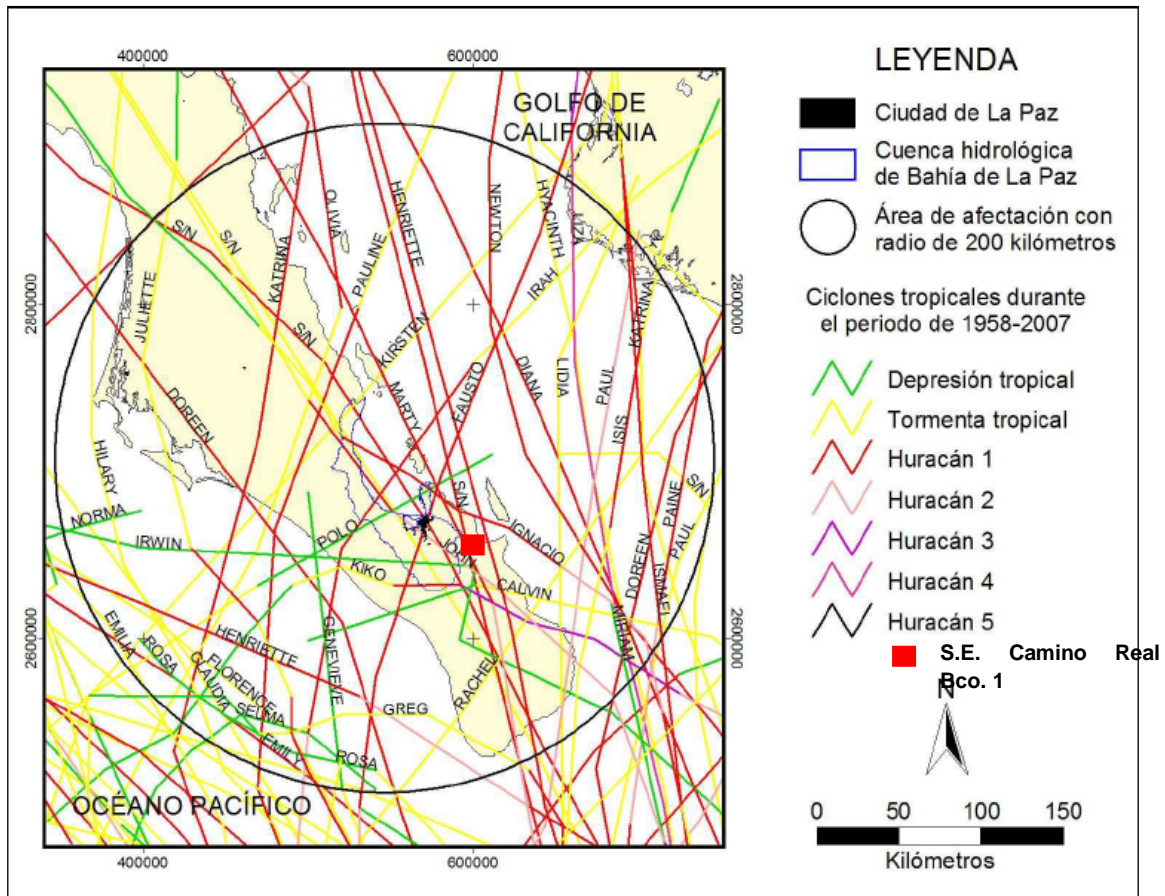 400000
600000
GOLFO DE
CALIFORNIA
2800000
2800000
2600000
2600000
S/N
S/N
KATRINA
OLIVIA
PAULINE
HENRIETTE
NEWTON
HYACINTH
LIZA
IRAH
KATRINA
JULIETTE
S/N
KIRSTEN
DOREEN
MARTY
FAUSTO
DIANA
LIDIA
PAUL
ISIS
HILARY
NORMA
IRWIN
POLO
S/N
S/N
IGNACIO
JOHN
KIKO
CALVIN
PAINE
PAUL
DOREEN
ISMAEL
MIRIAM
EMILIA
ROSA
HENRIETTE
FLORENCE
CLAUDIA
GENEVIEVE
RACHEL
SELMA
GREG
EMILY
ROSA
OCÉANO PACÍFICO
400000
600000
LEYENDA
Ciudad de La Paz
Cuenca hidrológica
de Bahía de La Paz
Área de afectación con
radio de 200 kilómetros
Ciclones tropicales durante
el periodo de 1958-2007
Depresión tropical
Tormenta tropical
Huracán 1
Huracán 2
Huracán 3
Huracán 4
Huracán 5
S.E. Camino Real
Bco. 1
N
0 50 100 150
Kilómetros